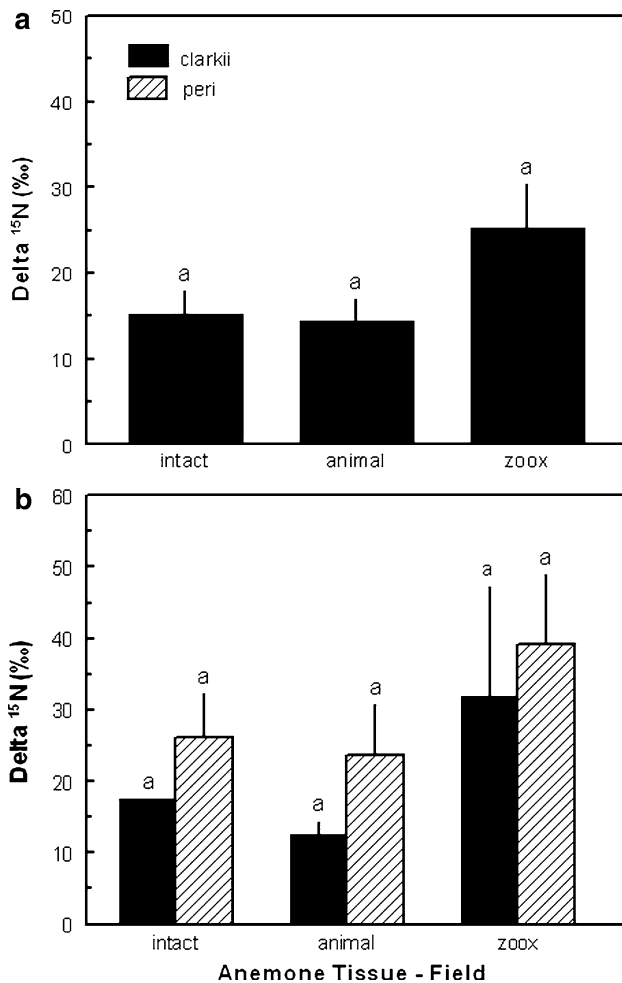 a
50
40
30
20
10
0
Delta ¹⁵N (‰)
clarkii
peri
a
a
a
intact animal zoox
b
60
50
40
30
20
10
0
Delta ¹⁵N (‰)
a
a
a
a
a
a
intact animal zoox
Anemone Tissue - Field